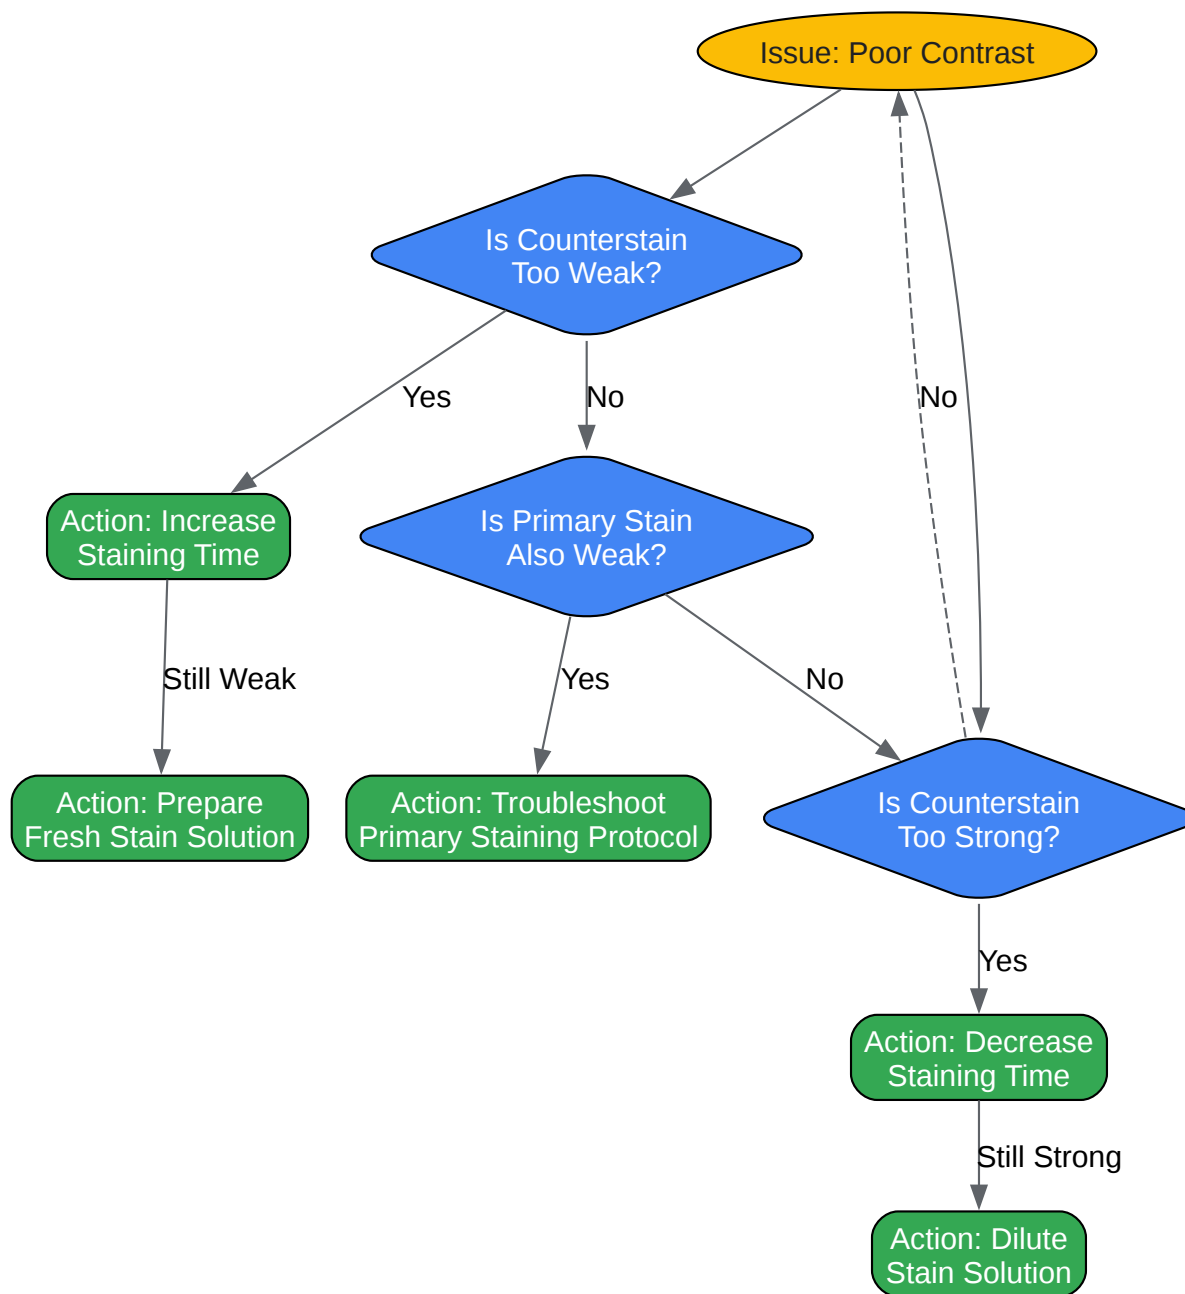 Issue: Poor Contrast
Is Counterstain
Too Weak?
Yes
No
No
Action: Increase
Staining Time
Is Primary Stain
Also Weak?
Still Weak
Yes
No
Action: Prepare
Fresh Stain Solution
Action: Troubleshoot
Primary Staining Protocol
Is Counterstain
Too Strong?
Yes
Action: Decrease
Staining Time
Still Strong
Action: Dilute
Stain Solution